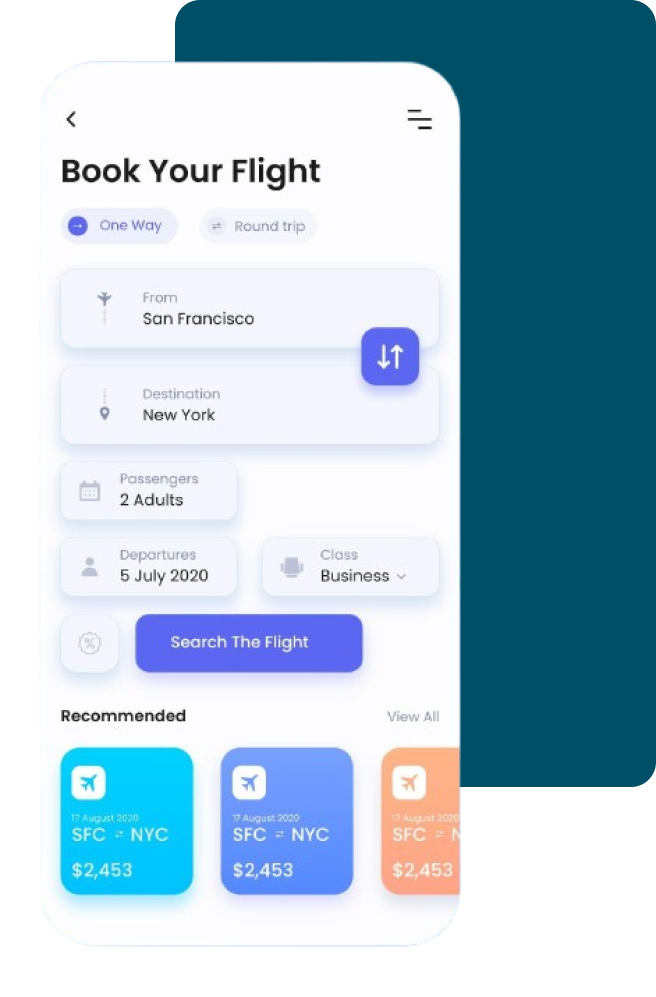 Book Your Flight
One Way
Round trip
From
San Francisco
Destination
New York
Passengers
2 Adults
Departures
5 July 2020
Class
Business
Search The Flight
Recommended
View All
17 August 2020
SFC ⇌ NYC
$2,453
17 August 2020
SFC ⇌ NYC
$2,453
17 August 2020
SFC ⇌ N
$2,453